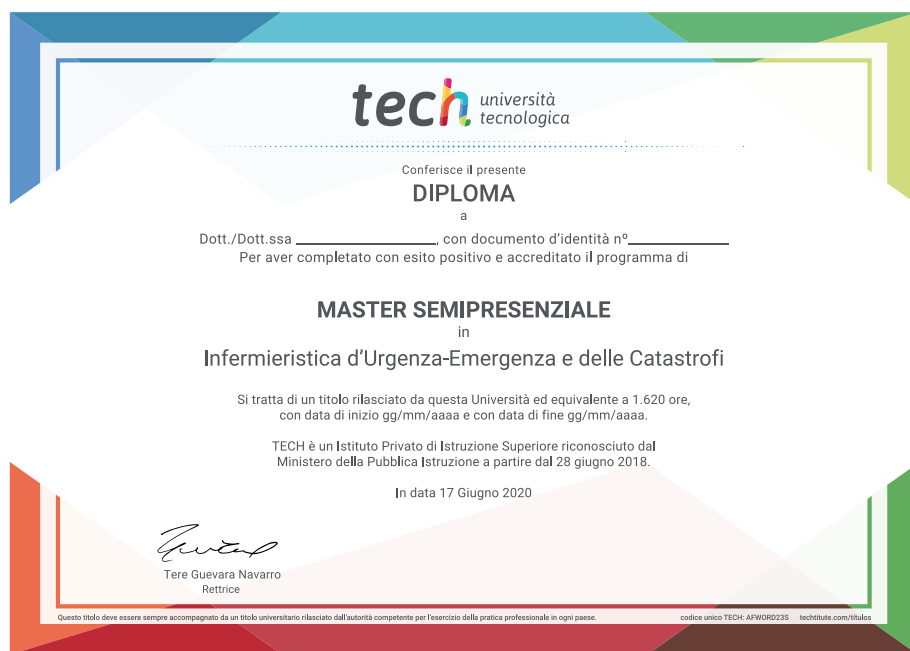 tech università
tecnologica
Conferisce il presente
DIPLOMA
a
Dott./Dott.ssa ________________, con documento d'identità nº____________
Per aver completato con esito positivo e accreditato il programma di
MASTER SEMIPRESENZIALE
in
Infermieristica d'Urgenza-Emergenza e delle Catastrofi
Si tratta di un titolo rilasciato da questa Università ed equivalente a 1.620 ore,
con data di inizio gg/mm/aaaa e con data di fine gg/mm/aaaa.
TECH è un Istituto Privato di Istruzione Superiore riconosciuto dal
Ministero della Pubblica Istruzione a partire dal 28 giugno 2018.
In data 17 Giugno 2020
Tere Guevara Navarro
Rettrice
Questo titolo deve essere sempre accompagnato da un titolo universitario rilasciato dall'autorità competente per l'esercizio della pratica professionale in ogni paese. codice unico TECH: AFWORD23S techtitute.com/títulos